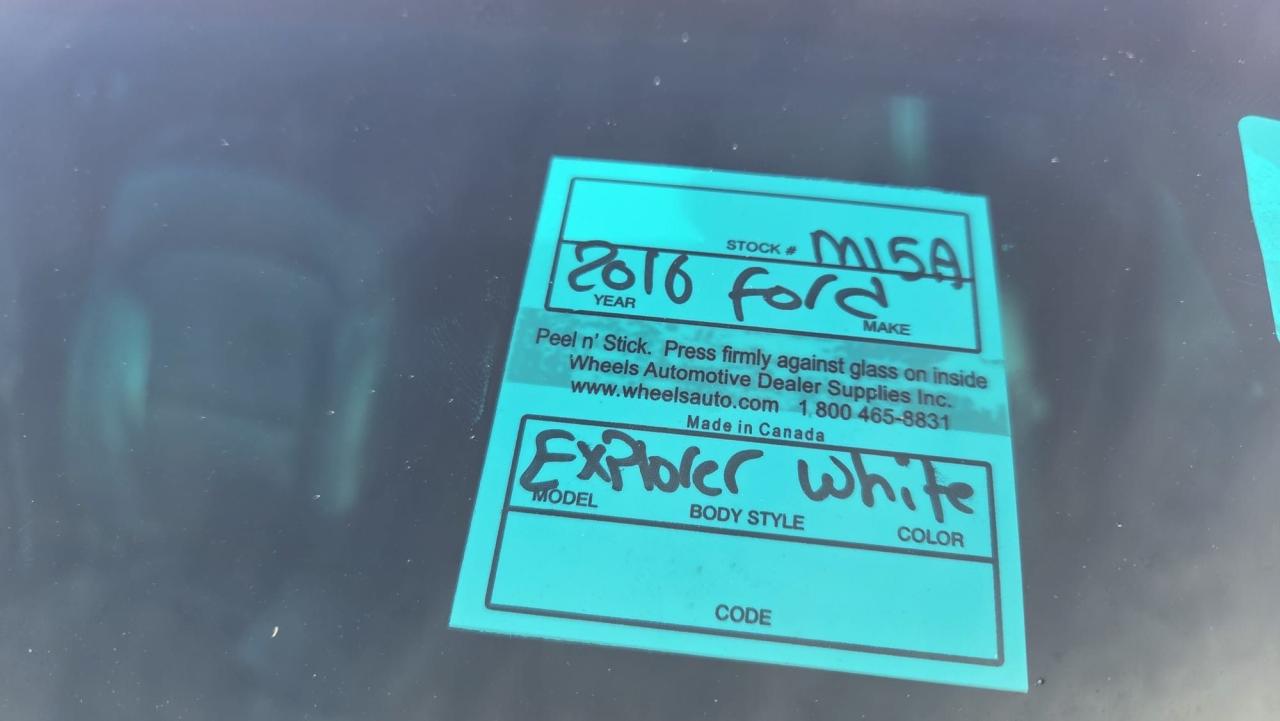 STOCK # M15A
2016 Ford
YEAR MAKE
Peel n' Stick. Press firmly against glass on inside
Wheels Automotive Dealer Supplies Inc.
www.wheelsauto.com 1 800 465-8831
Made in Canada
Explorer white
MODEL BODY STYLE COLOR
CODE